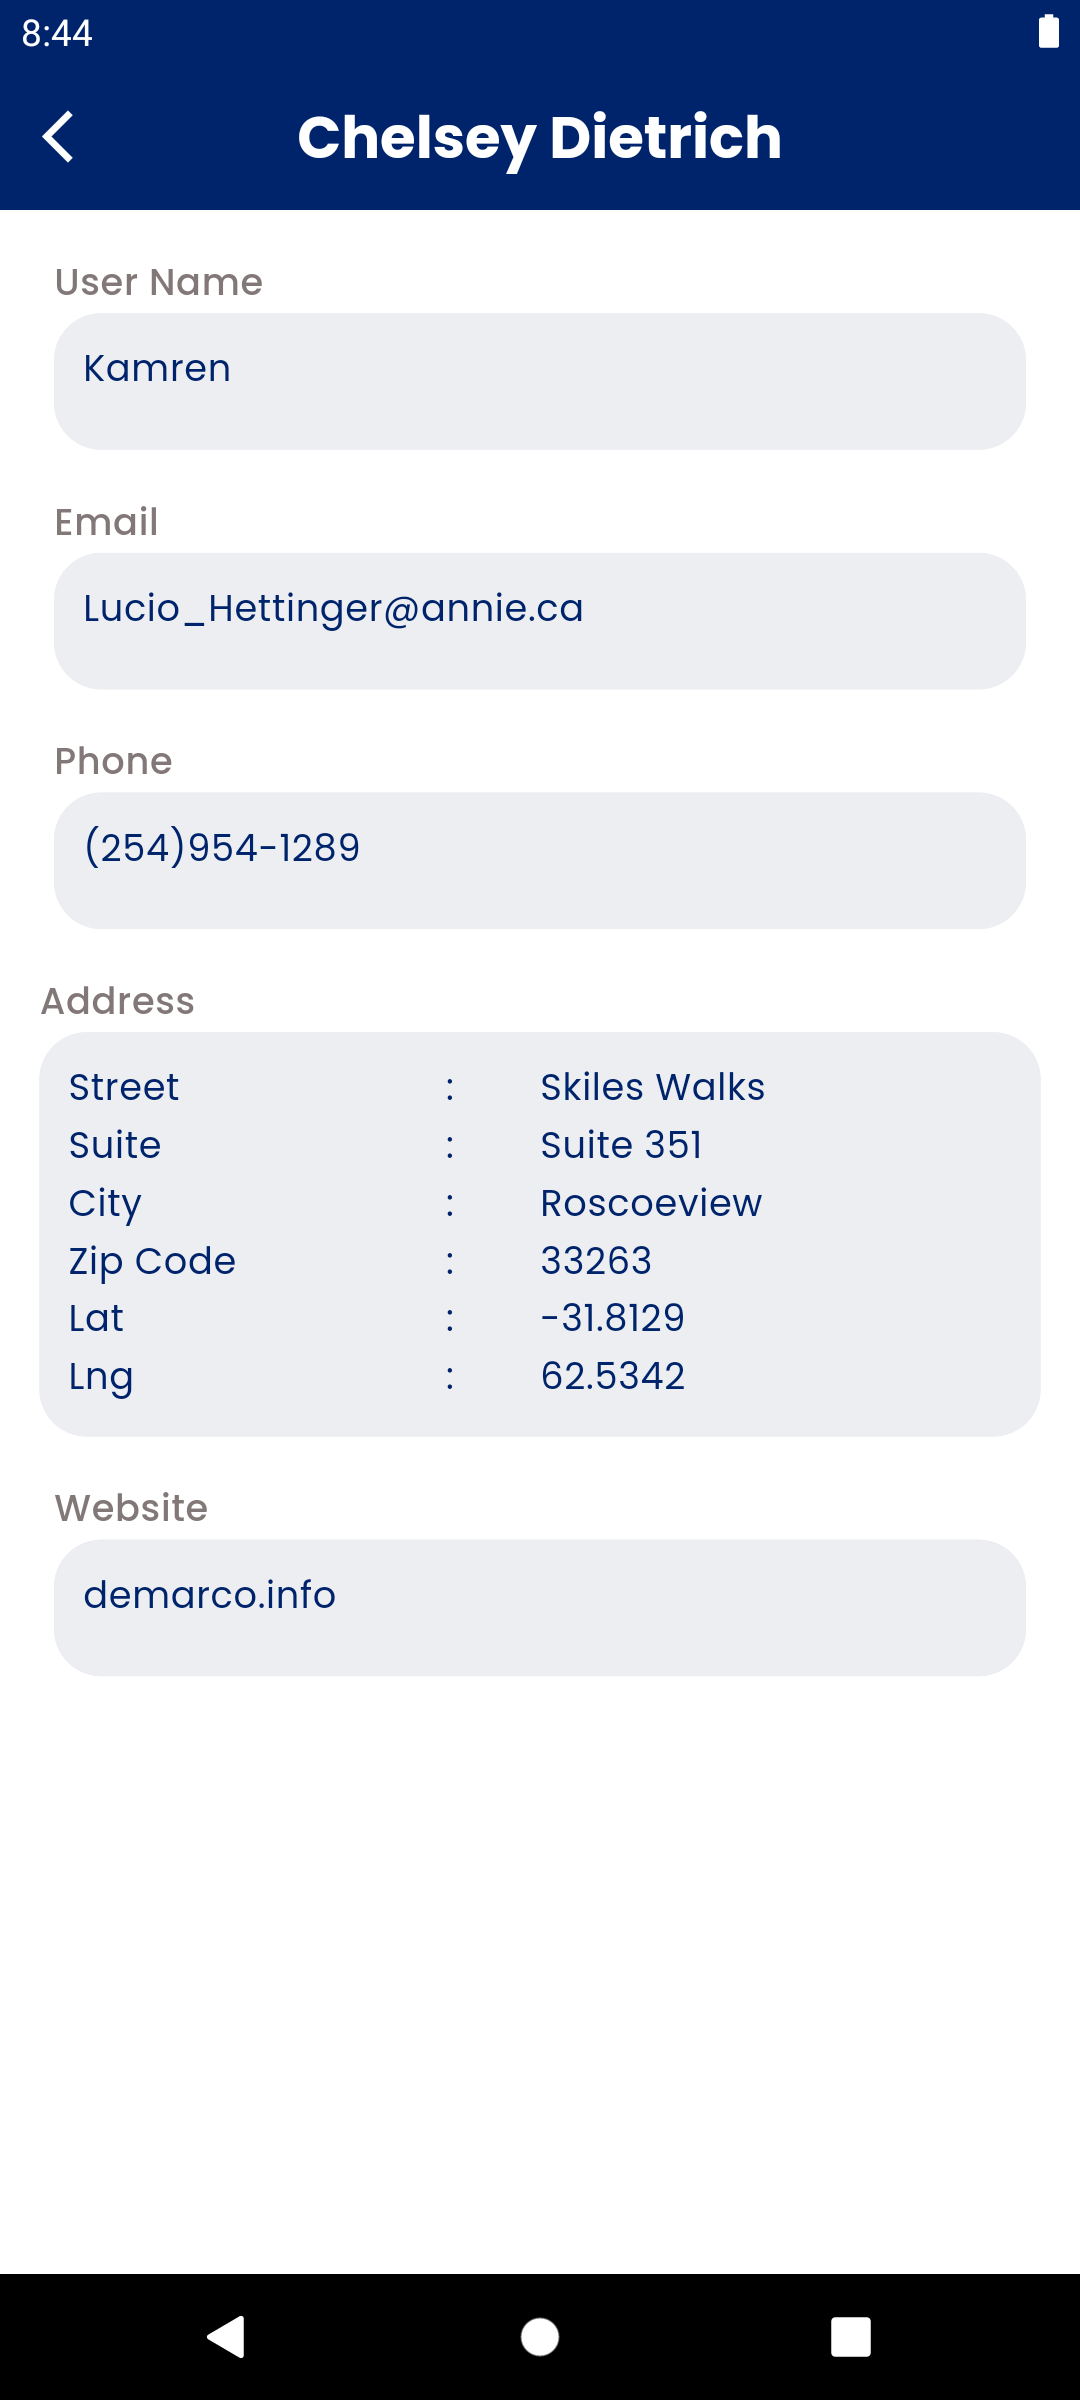 8:44
Chelsey Dietrich
User Name
Kamren
Email
Lucio_Hettinger@annie.ca
Phone
(254)954-1289
Address
Street : Skiles Walks
Suite : Suite 351
City : Roscoeview
Zip Code : 33263
Lat : -31.8129
Lng : 62.5342
Website
demarco.info